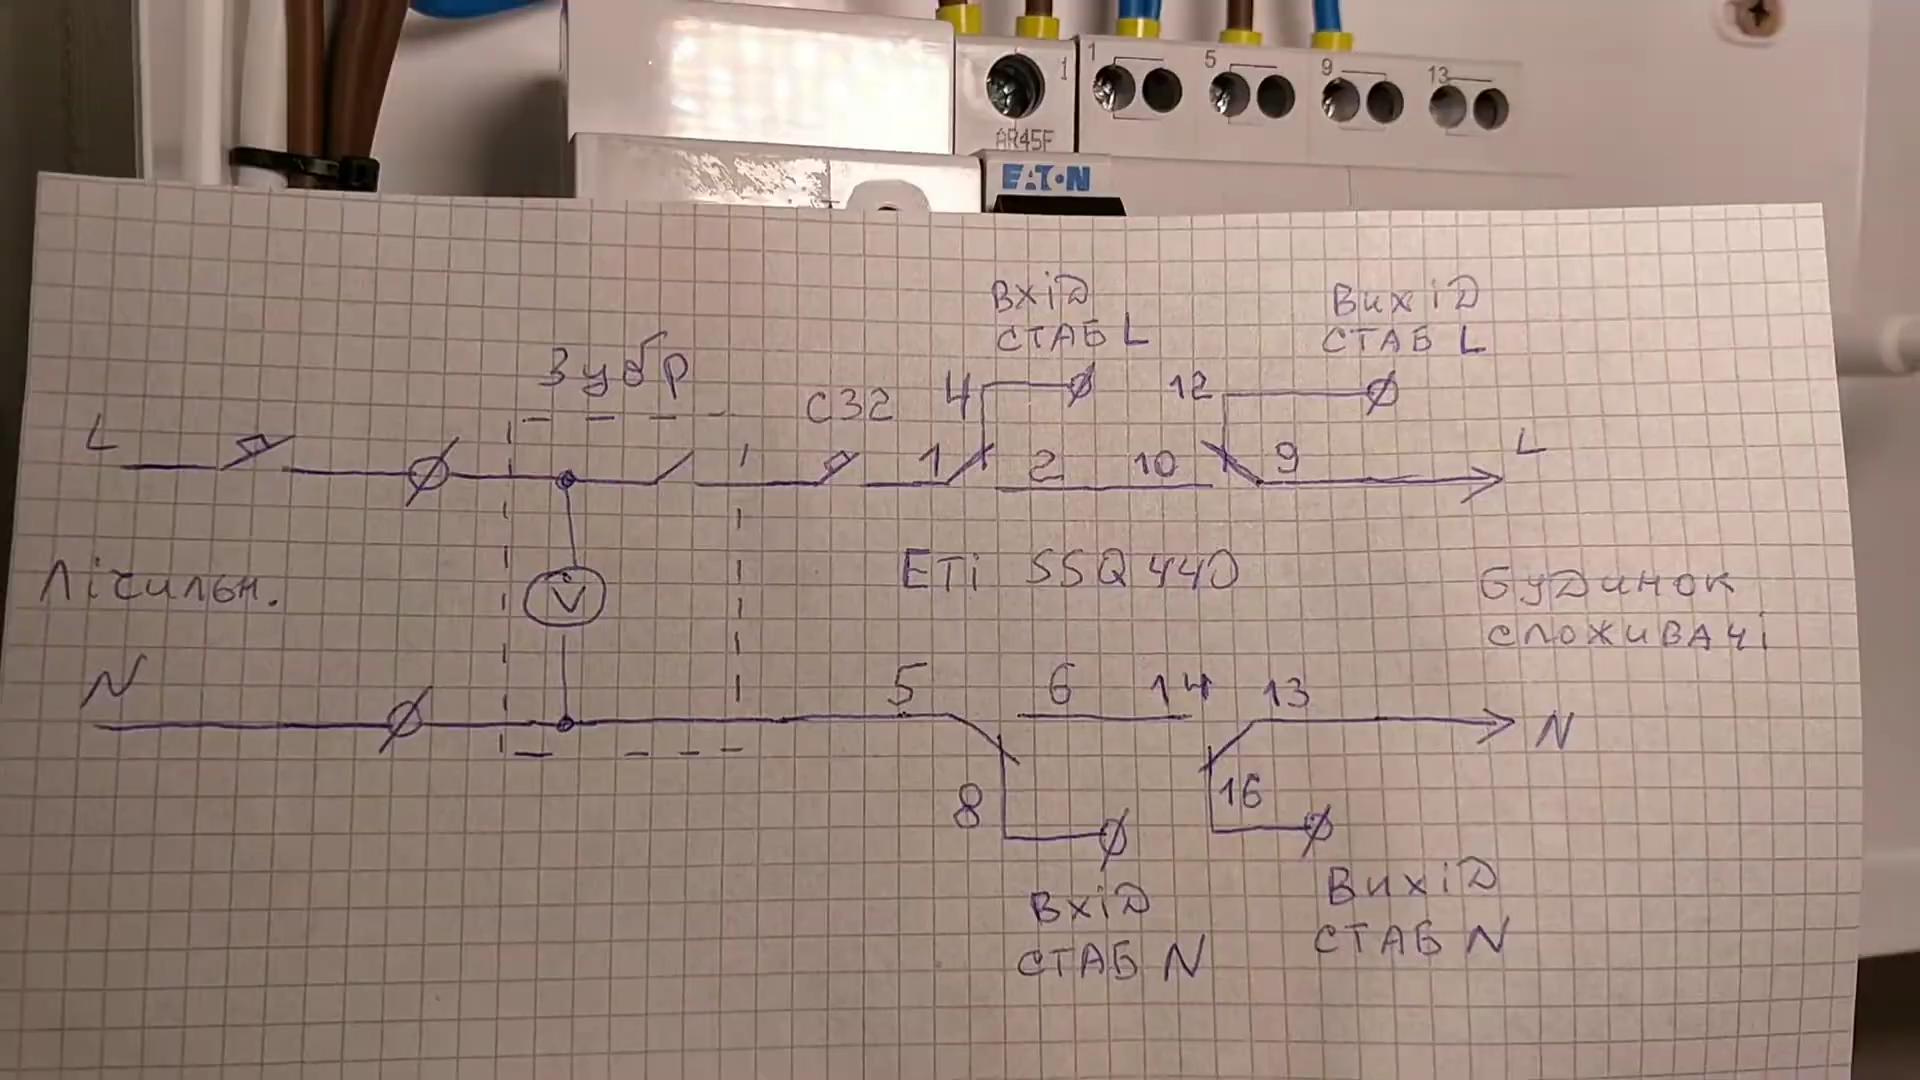 1
1
5
9
13
AR45F
EATON
Вхід
стаб L
Вихід
стаб L
Зубр
C32
4
12
L
1
2
10
9
L
Лічильн.
V
ETi SSQ 440
Будинок
споживачі
N
5
6
14
13
N
8
16
Вхід
стаб N
Вихід
стаб N